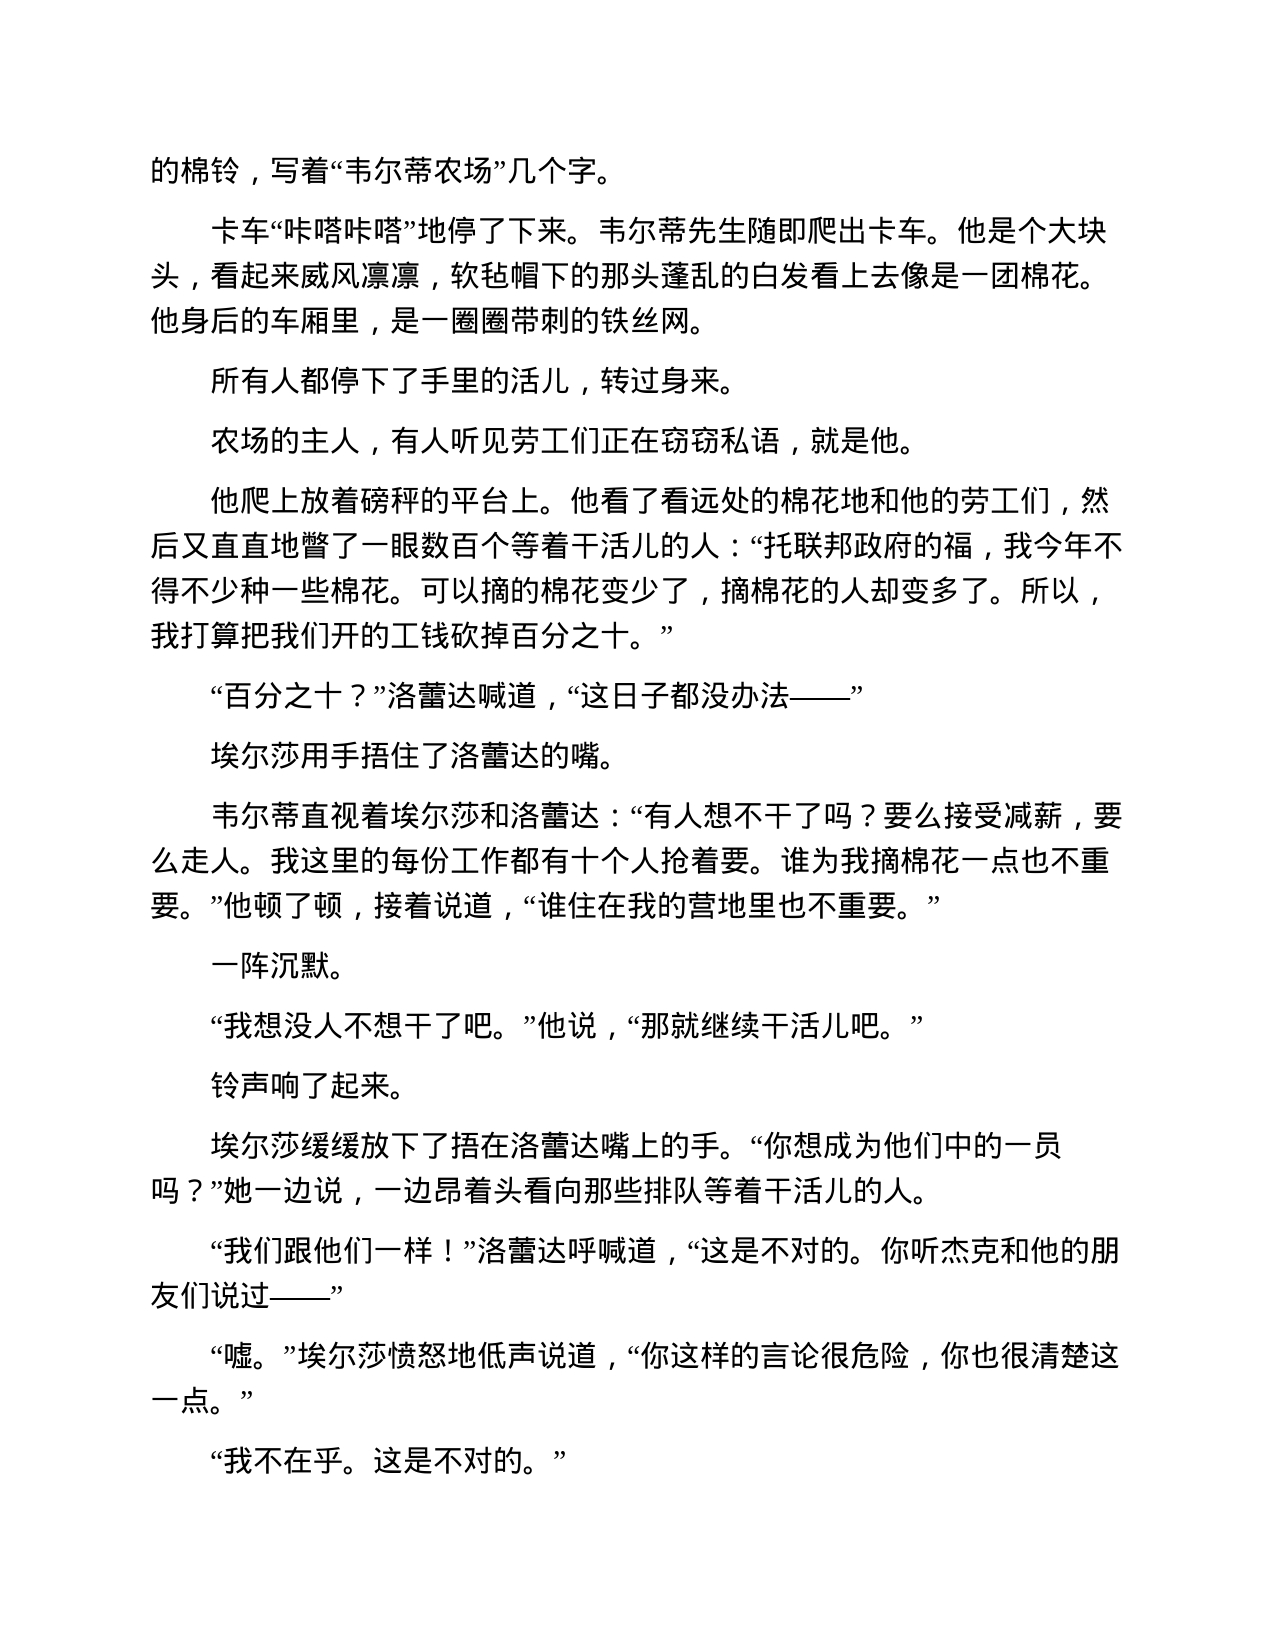 的棉铃，写着“韦尔蒂农场”几个字。
卡车“咔嗒咔嗒”地停了下来。韦尔蒂先生随即爬出卡车。他是个大块
头，看起来威风凛凛，软毡帽下的那头蓬乱的白发看上去像是一团棉花。
他身后的车厢里，是一圈圈带刺的铁丝网。
所有人都停下了手里的活儿，转过身来。
农场的主人，有人听见劳工们正在窃窃私语，就是他。
他爬上放着磅秤的平台上。他看了看远处的棉花地和他的劳工们，然
后又直直地瞥了一眼数百个等着干活儿的人：“托联邦政府的福，我今年不
得不少种一些棉花。可以摘的棉花变少了，摘棉花的人却变多了。所以，
我打算把我们开的工钱砍掉百分之十。”
“百分之十？”洛蕾达喊道，“这日子都没办法——”
埃尔莎用手捂住了洛蕾达的嘴。
韦尔蒂直视着埃尔莎和洛蕾达：“有人想不干了吗？要么接受减薪，要
么走人。我这里的每份工作都有十个人抢着要。谁为我摘棉花一点也不重
要。”他顿了顿，接着说道，“谁住在我的营地里也不重要。”
一阵沉默。
“我想没人不想干了吧。”他说，“那就继续干活儿吧。”
铃声响了起来。
埃尔莎缓缓放下了捂在洛蕾达嘴上的手。“你想成为他们中的一员
吗？”她一边说，一边昂着头看向那些排队等着干活儿的人。
“我们跟他们一样！”洛蕾达呼喊道，“这是不对的。你听杰克和他的朋
友们说过——”
“嘘。”埃尔莎愤怒地低声说道，“你这样的言论很危险，你也很清楚这
一点。”
“我不在乎。这是不对的。”